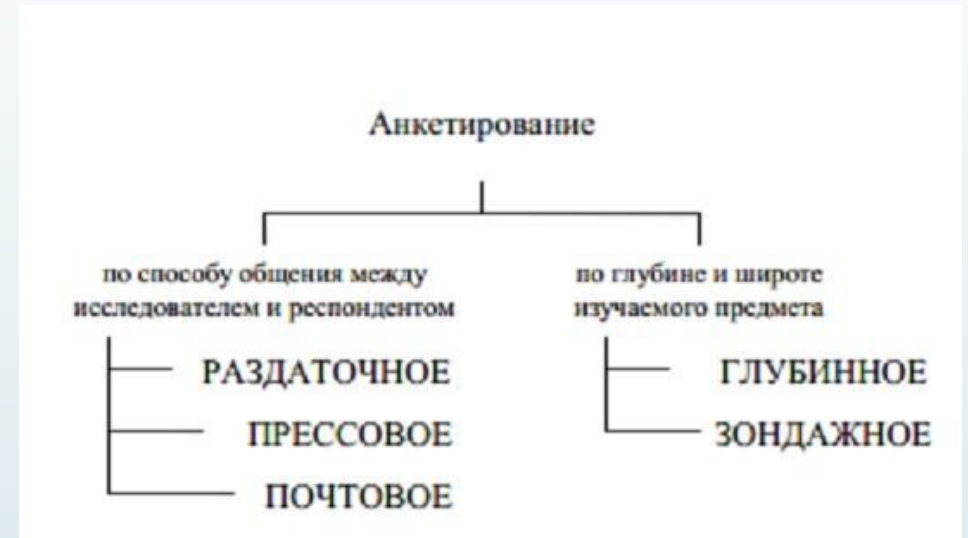 Анкетирование
по способу общения между
исследователем и респондентом
РАЗДАТОЧНОЕ
ПРЕССОВОЕ
ПОЧТОВОЕ
по глубине и широте
изучаемого предмета
ГЛУБИННОЕ
ЗОНДАЖНОЕ